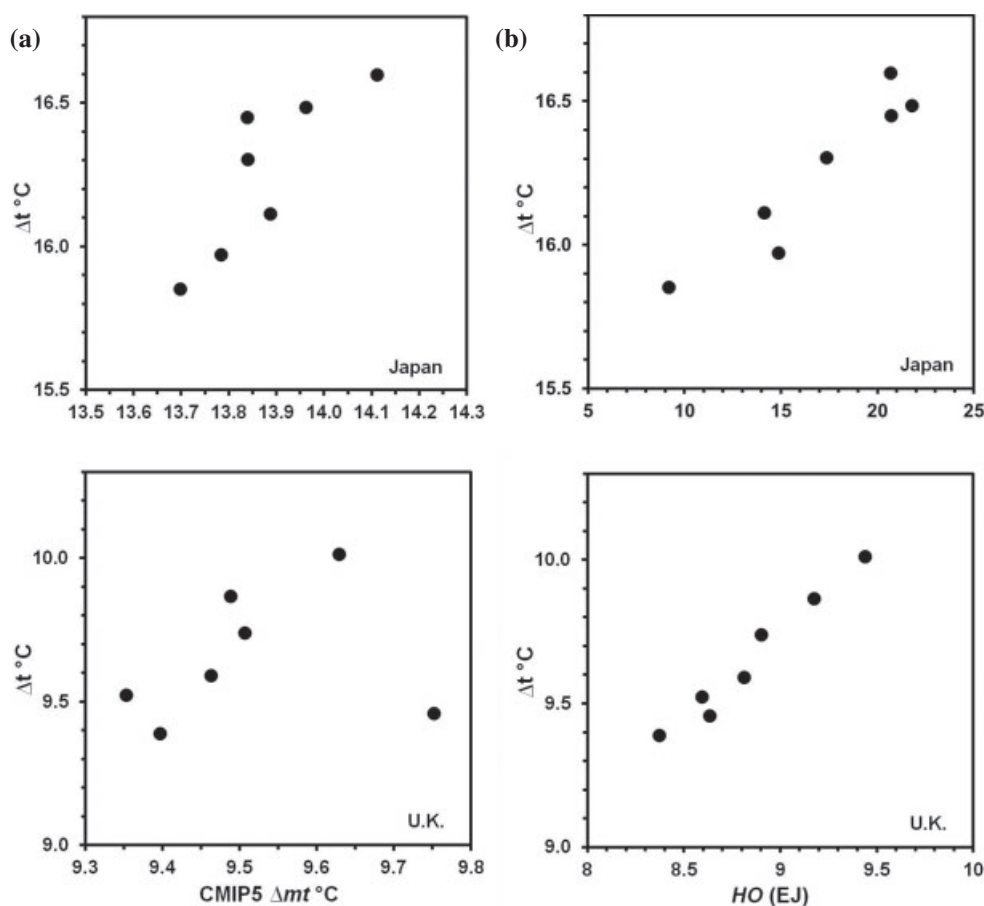 (a)
16.5
16.0
15.5
Δt °C
Japan
13.5 13.6 13.7 13.8 13.9 14.0 14.1 14.2 14.3
(b)
16.5
16.0
15.5
Δt °C
Japan
5 10 15 20 25
10.0
9.5
9.0
Δt °C
U.K.
9.3 9.4 9.5 9.6 9.7 9.8
CMIP5 Δmt °C
10.0
9.5
9.0
Δt °C
U.K.
8 8.5 9 9.5 10
HO (EJ)